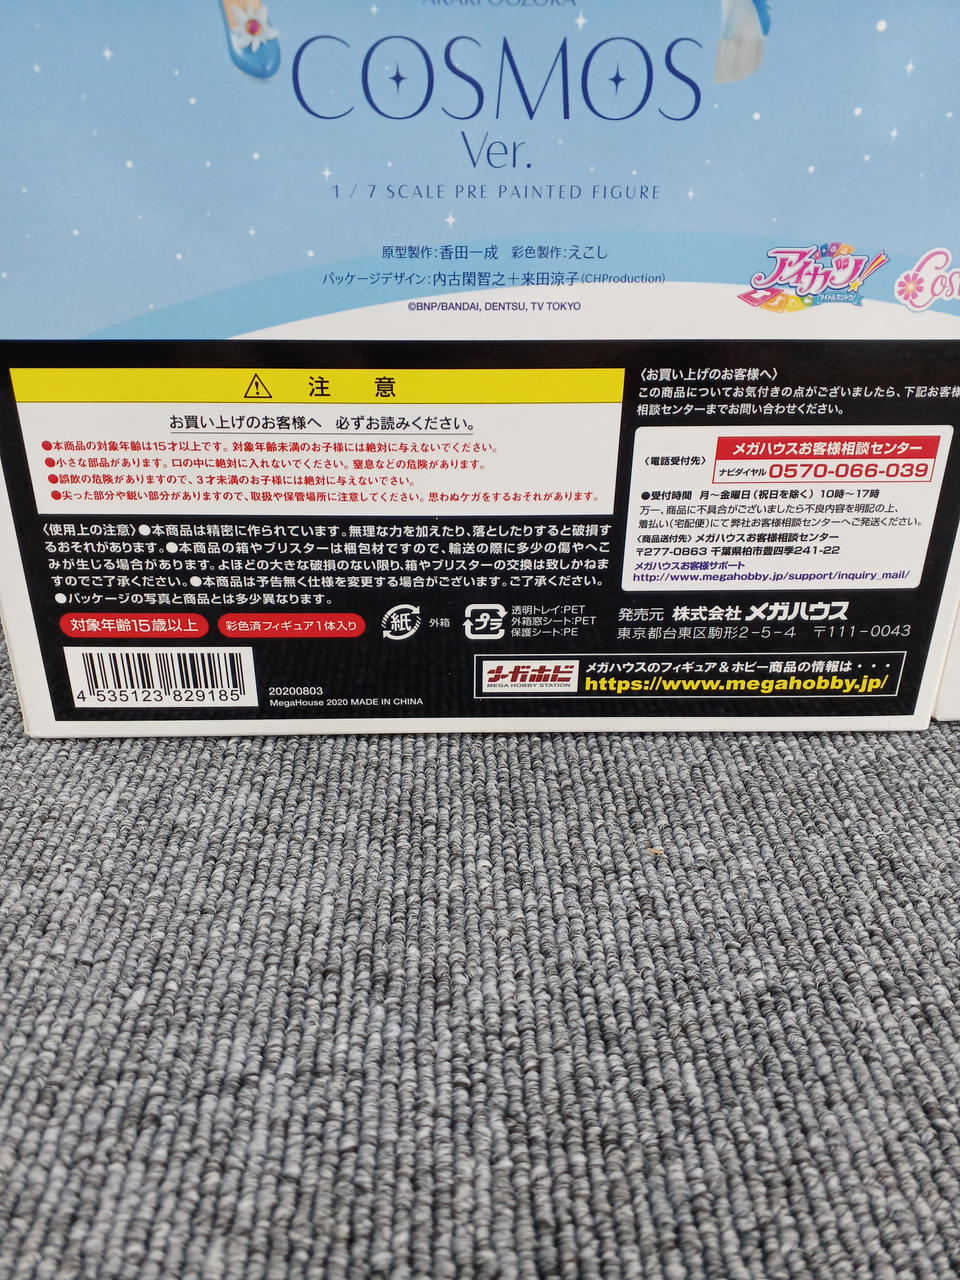 COSMOS
Ver.
1 / 7 SCALE PRE PAINTED FIGURE
原型製作：香田一成　彩色製作：えこし
パッケージデザイン：内古閑智之＋来田涼子(CHProduction)
©BNP/BANDAI, DENTSU, TV TOKYO
アイカツ!
アイドルカツドウ!
⚠ 注　意
お買い上げのお客様へ　必ずお読みください。
●本商品の対象年齢は15才以上です。対象年齢未満のお子様には絶対に与えないでください。
●小さな部品があります。口の中に絶対に入れないでください。窒息などの危険があります。
●誤飲の危険がありますので、3才未満のお子様には絶対に与えないでさい。
●尖った部分や鋭い部分がありますので、取扱や保管場所に注意してください。思わぬケガをするおそれがあります。
〈使用上の注意〉●本商品は精密に作られています。無理な力を加えたり、落としたりすると破損す
るおそれがあります。●本商品の箱やブリスターは梱包材ですので、輸送の際に多少の傷やへこ
みが生じる場合があります。よほどの大きな破損のない限り、箱やブリスターの交換は致しかねま
すのでご了承ください。●本商品は予告無く仕様を変更する場合がございます。ご了承ください。
●パッケージの写真と商品とは多少異なります。
対象年齢15歳以上
彩色済フィギュア1体入り
紙
外箱
プラ
透明トレイ:PET
外箱窓シート:PET
保護シート:PE
4 535123 829185
20200803
MegaHouse 2020 MADE IN CHINA
〈お買い上げのお客様へ〉
この商品についてお気付きの点がございましたら、下記お客様
相談センターまでお問い合わせください。
〈電話受付先〉
メガハウスお客様相談センター
ナビダイヤル 0570-066-039
●受付時間　月～金曜日(祝日を除く) 10時～17時
万一、商品に不具合がございましたら不良内容を明記の上、
着払い(宅配便)にて弊社お客様相談センターへご発送ください。
〈商品送付先〉メガハウスお客様相談センター
〒277-0863 千葉県柏市豊四季241-22
メガハウスお客様サポート
http://www.megahobby.jp/support/inquiry_mail/
発売元　株式会社 メガハウス
東京都台東区駒形2－5－4　〒111－0043
メガホビ
MEGA HOBBY STATION
メガハウスのフィギュア＆ホビー商品の情報は・・・
https://www.megahobby.jp/